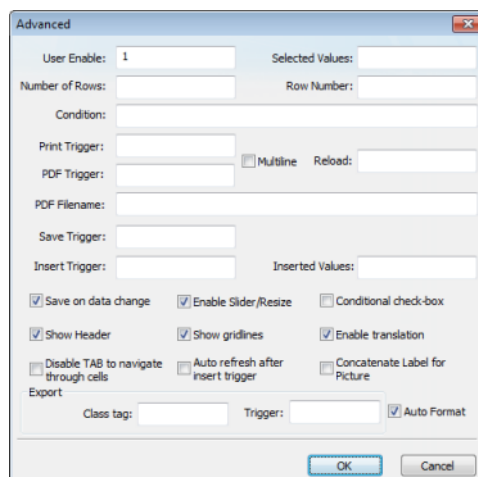 Advanced
User Enable: 1 Selected Values:
Number of Rows: Row Number:
Condition:
Print Trigger:
Multiline Reload:
PDF Trigger:
PDF Filename:
Save Trigger:
Insert Trigger: Inserted Values:
Save on data change Enable Slider/Resize Conditional check-box
Show Header Show gridlines Enable translation
Disable TAB to navigate Auto refresh after Concatenate Label for
through cells insert trigger Picture
Export
Class tag: Trigger: Auto Format
OK Cancel